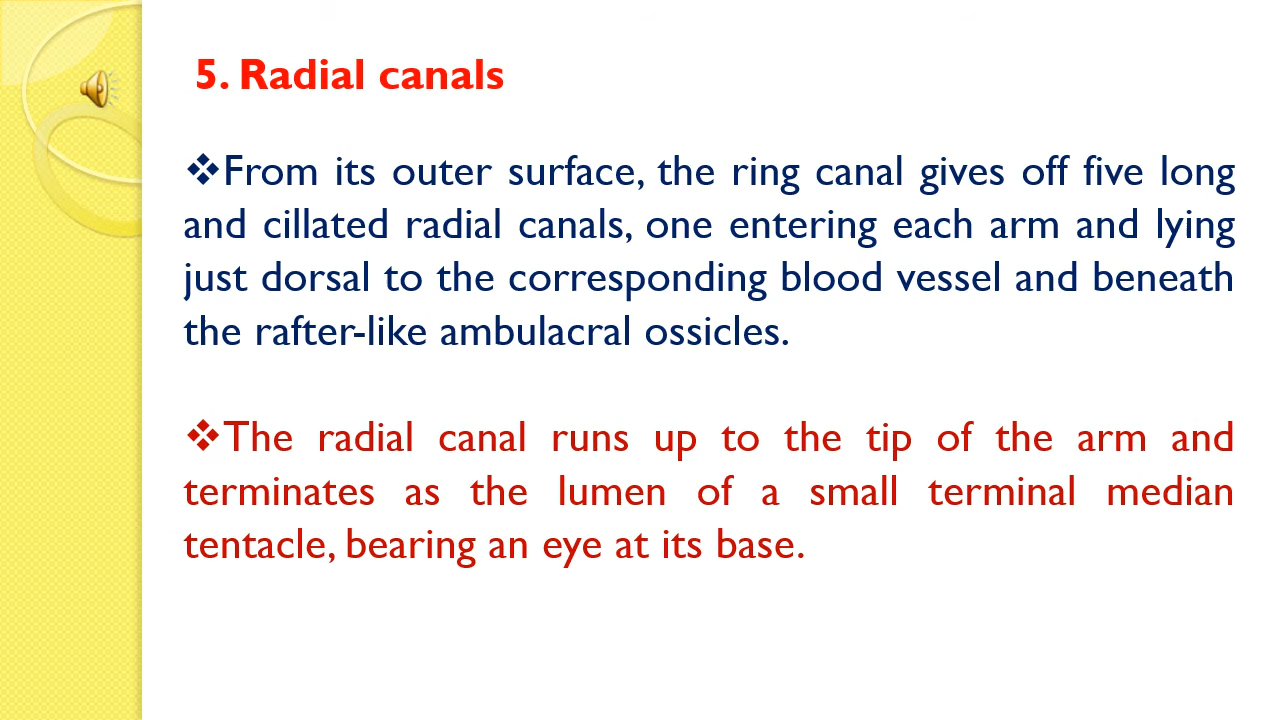 5. Radial canals
❖From its outer surface, the ring canal gives off five long
and cillated radial canals, one entering each arm and lying
just dorsal to the corresponding blood vessel and beneath
the rafter-like ambulacral ossicles.
❖The radial canal runs up to the tip of the arm and
terminates as the lumen of a small terminal median
tentacle, bearing an eye at its base.